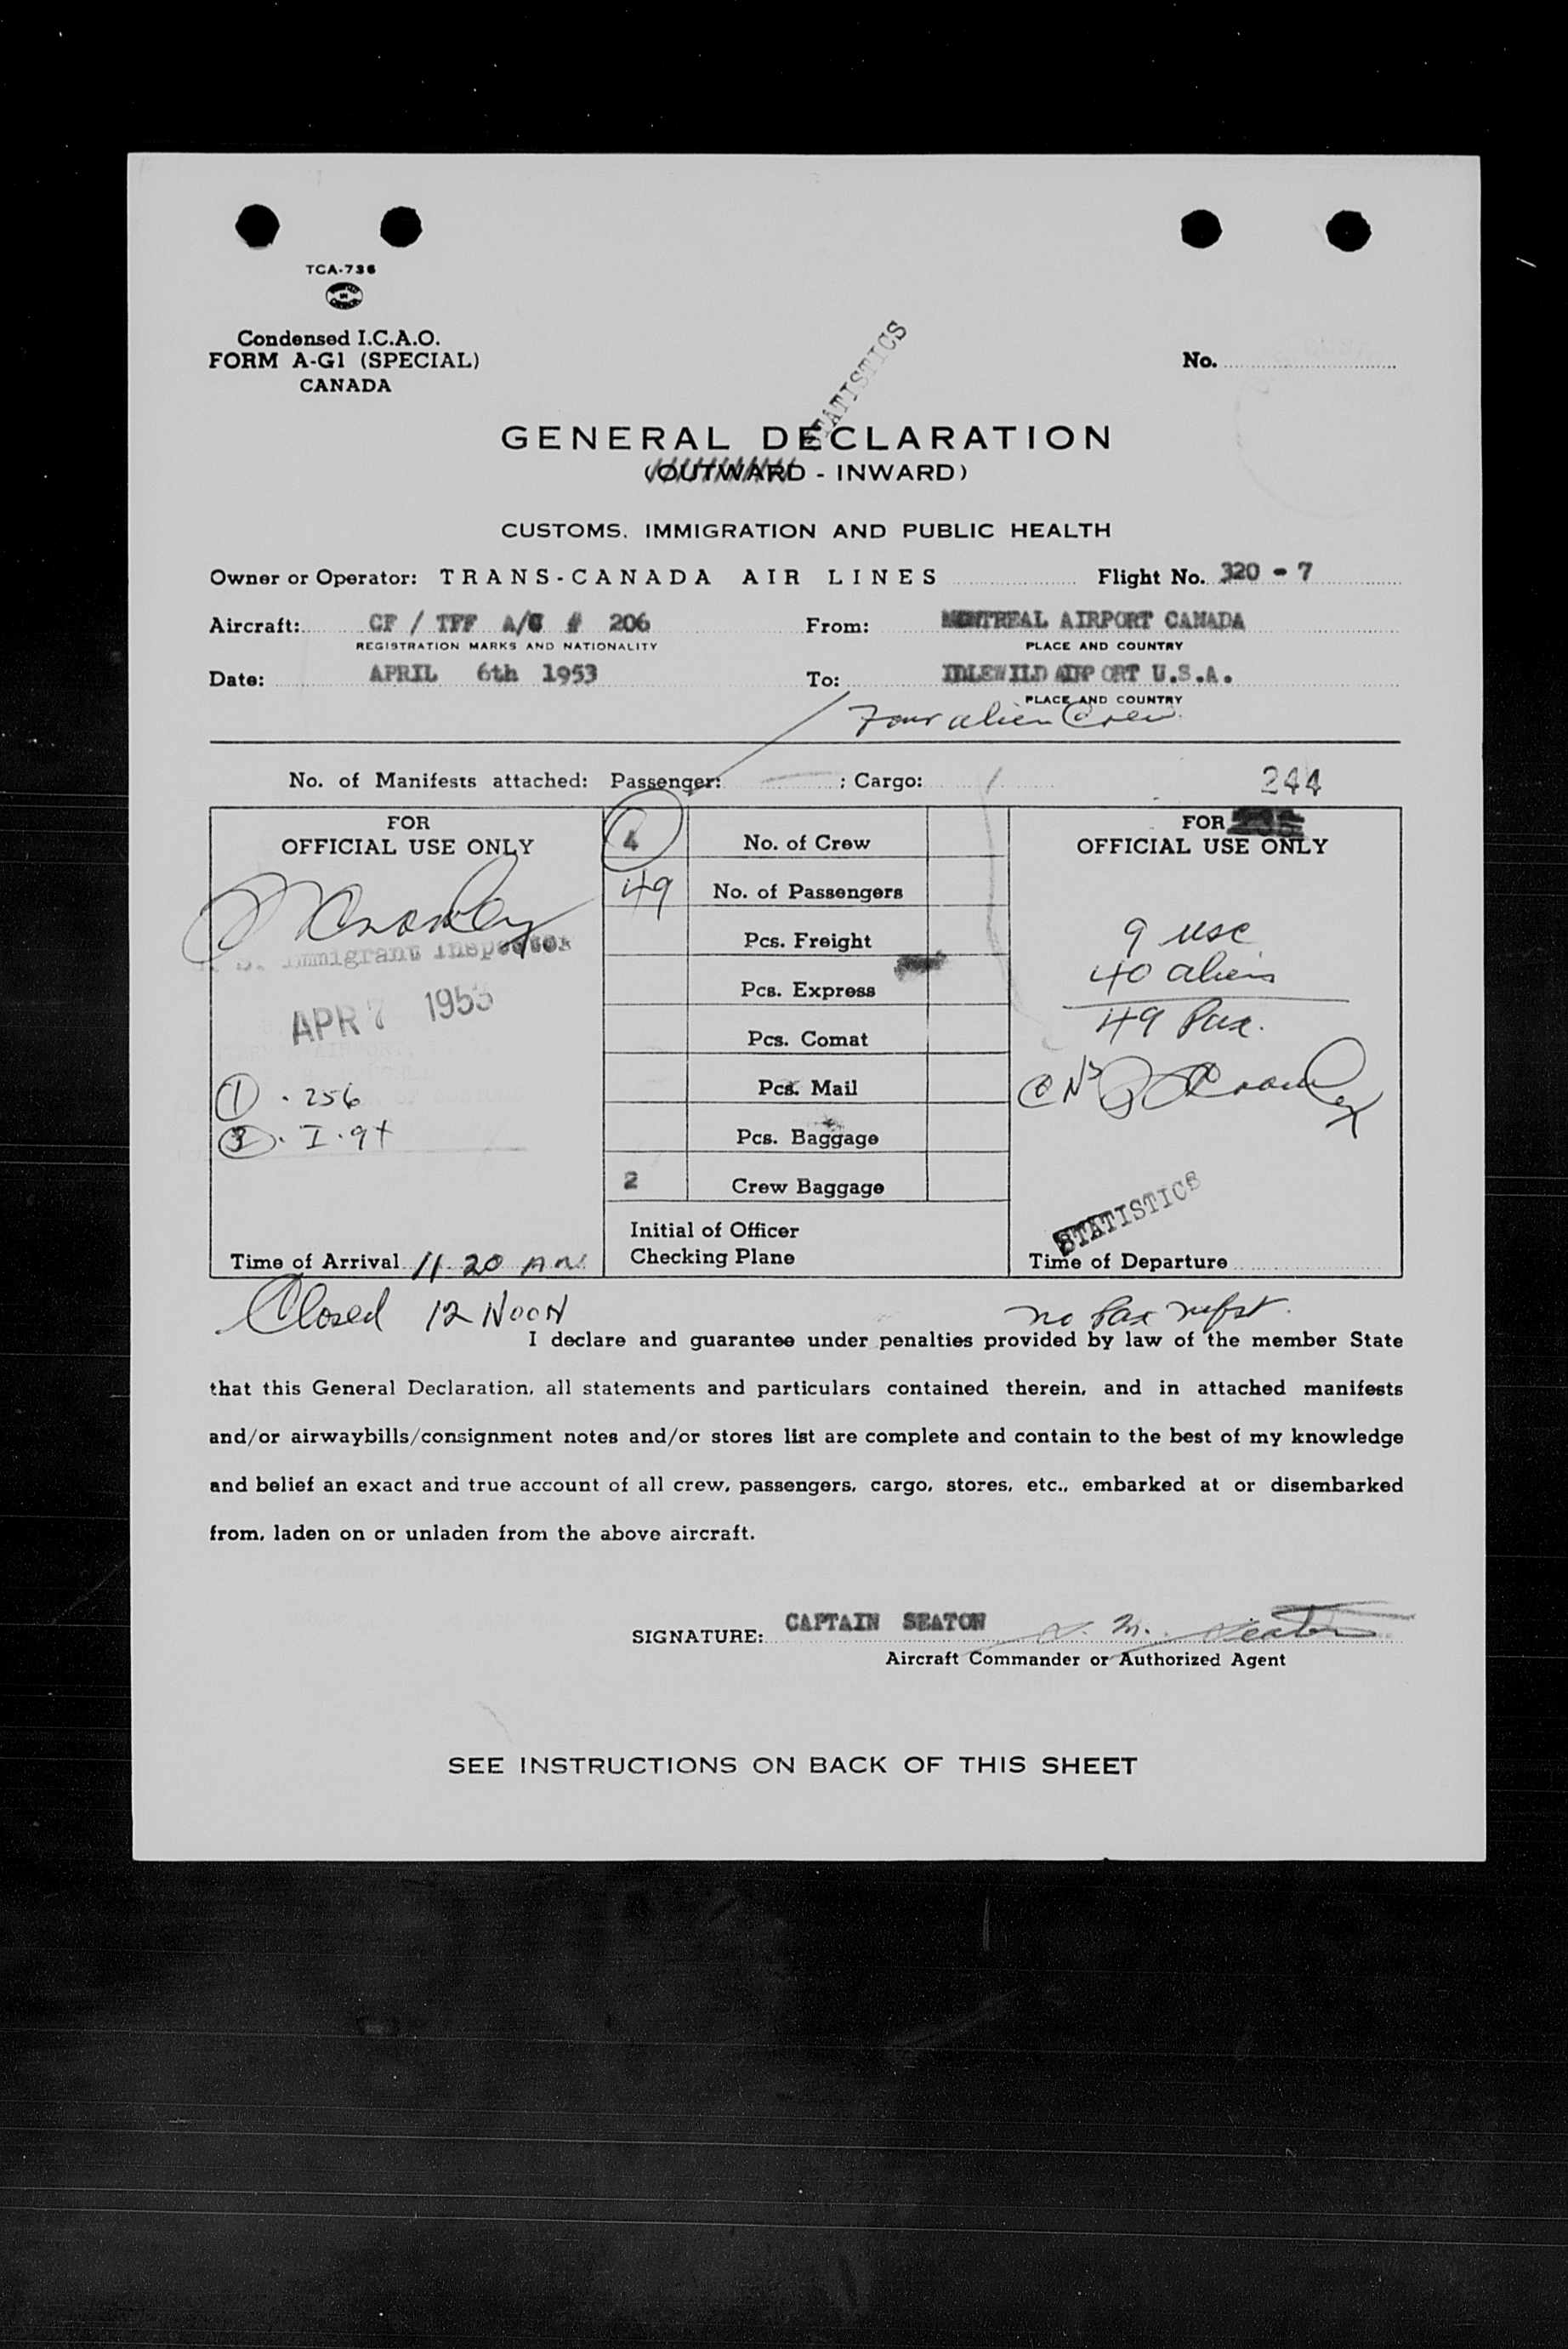 TCA-736
Condensed I.C.A.O.
FORM A-G1 (SPECIAL)
CANADA
No.
STATISTICS
GENERAL DECLARATION
(OUTWARD - INWARD)
CUSTOMS, IMMIGRATION AND PUBLIC HEALTH
Owner or Operator: TRANS-CANADA AIR LINES Flight No. 320 - 7
Aircraft: CF / TFF A/C # 206 From: MONTREAL AIRPORT CANADA
REGISTRATION MARKS AND NATIONALITY PLACE AND COUNTRY
Date: APRIL 6th 1953 To: IDLEWILD AIRPORT U.S.A.
PLACE AND COUNTRY
Four alien Crew
No. of Manifests attached: Passenger: ; Cargo: 244
FOR OFFICIAL USE ONLY
U. S. Immigrant Inspector
APR 7 1953
1 . 256
3 . I.94
Time of Arrival 11 20 AM
4 No. of Crew
49 No. of Passengers
Pcs. Freight
Pcs. Express
Pcs. Comat
Pcs. Mail
Pcs. Baggage
2 Crew Baggage
Initial of Officer
Checking Plane
FOR OFFICIAL USE ONLY
9 USC
40 aliens
49 Pax.
STATISTICS
Time of Departure
Closed 12 NOON
no Pax mfst.
I declare and guarantee under penalties provided by law of the member State
that this General Declaration, all statements and particulars contained therein, and in attached manifests
and/or airwaybills/consignment notes and/or stores list are complete and contain to the best of my knowledge
and belief an exact and true account of all crew, passengers, cargo, stores, etc., embarked at or disembarked
from, laden on or unladen from the above aircraft.
SIGNATURE: CAPTAIN SEATON
Aircraft Commander or Authorized Agent
SEE INSTRUCTIONS ON BACK OF THIS SHEET